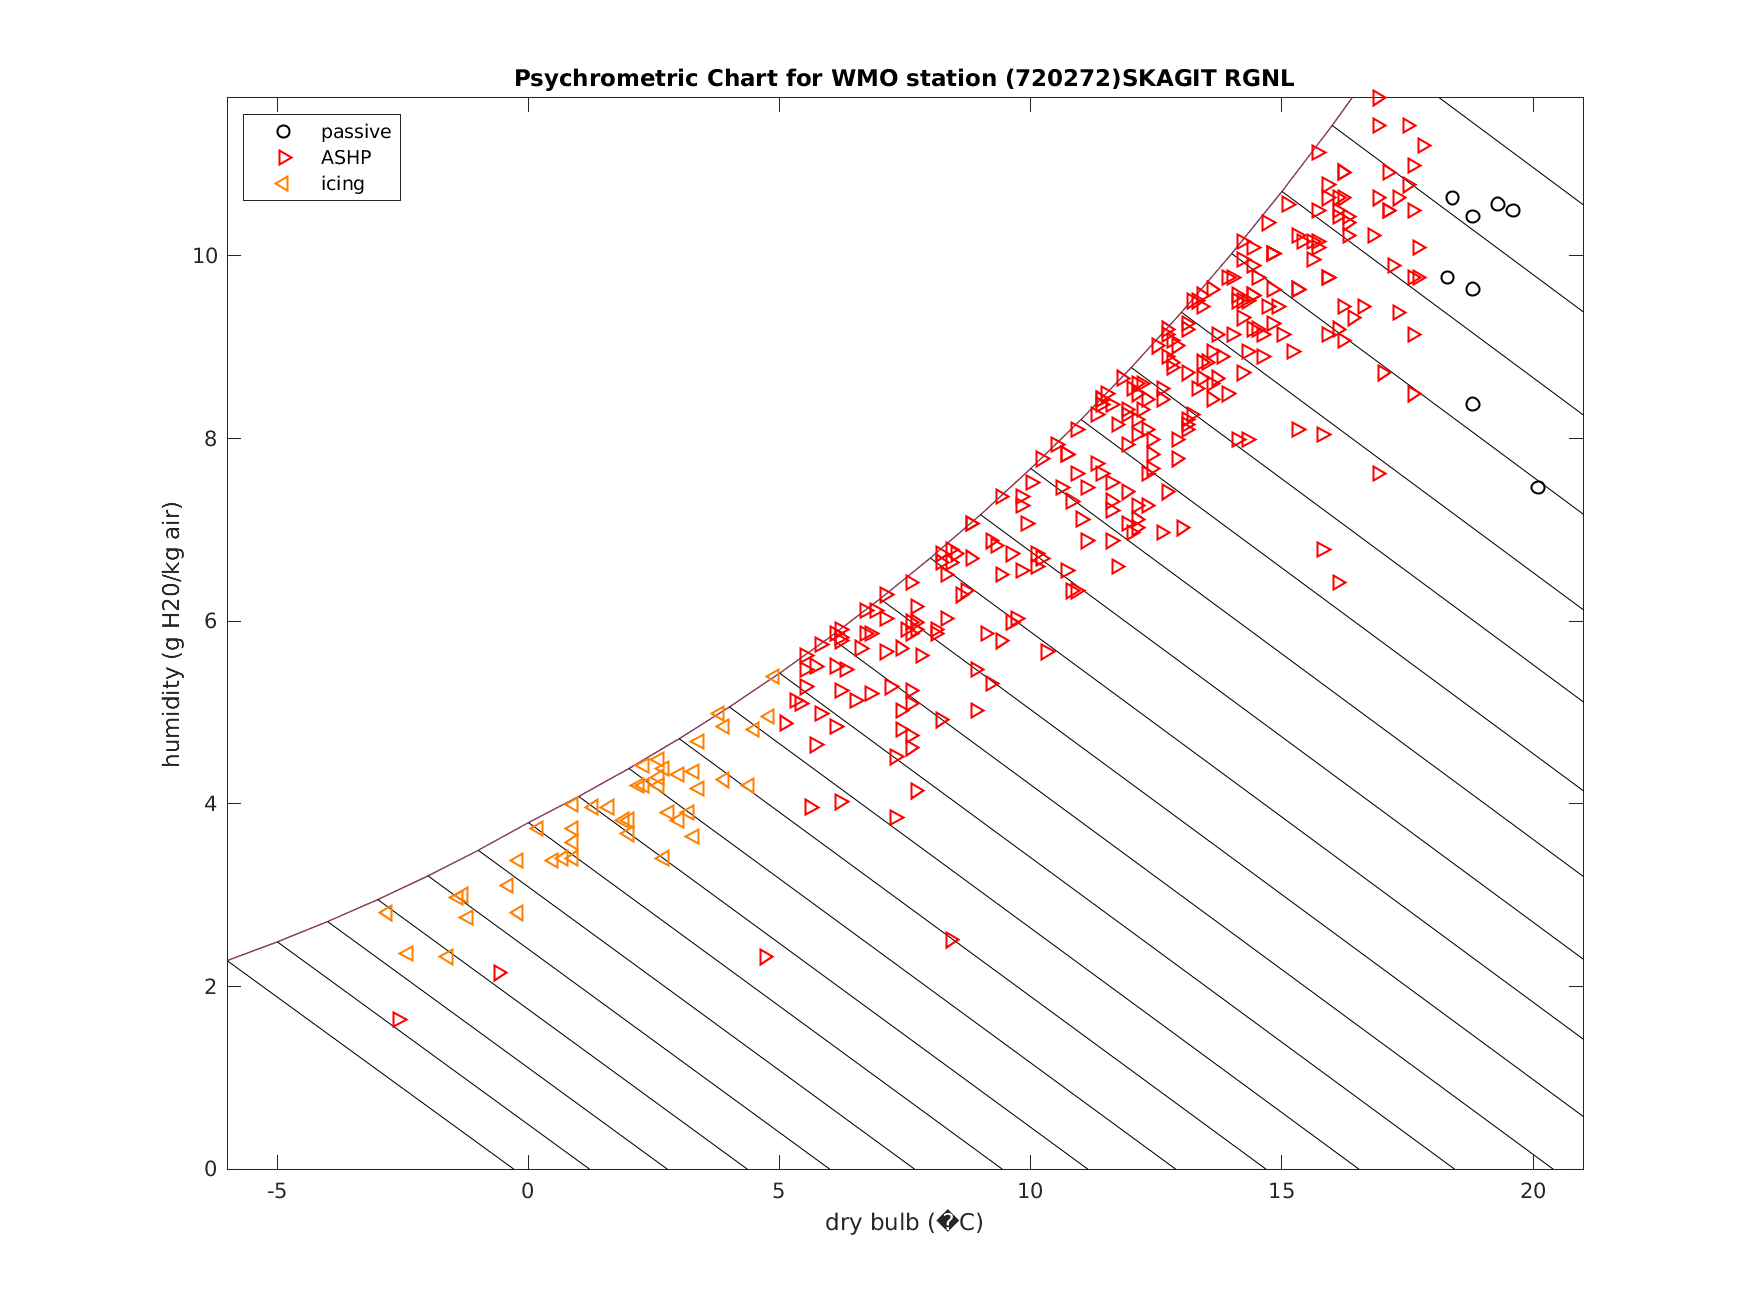 Psychrometric Chart for WMO station (720272)SKAGIT RGNL
passive
ASHP
icing
10
8
6
4
2
0
humidity (g H20/kg air)
-5
0
5
10
15
20
dry bulb (�C)